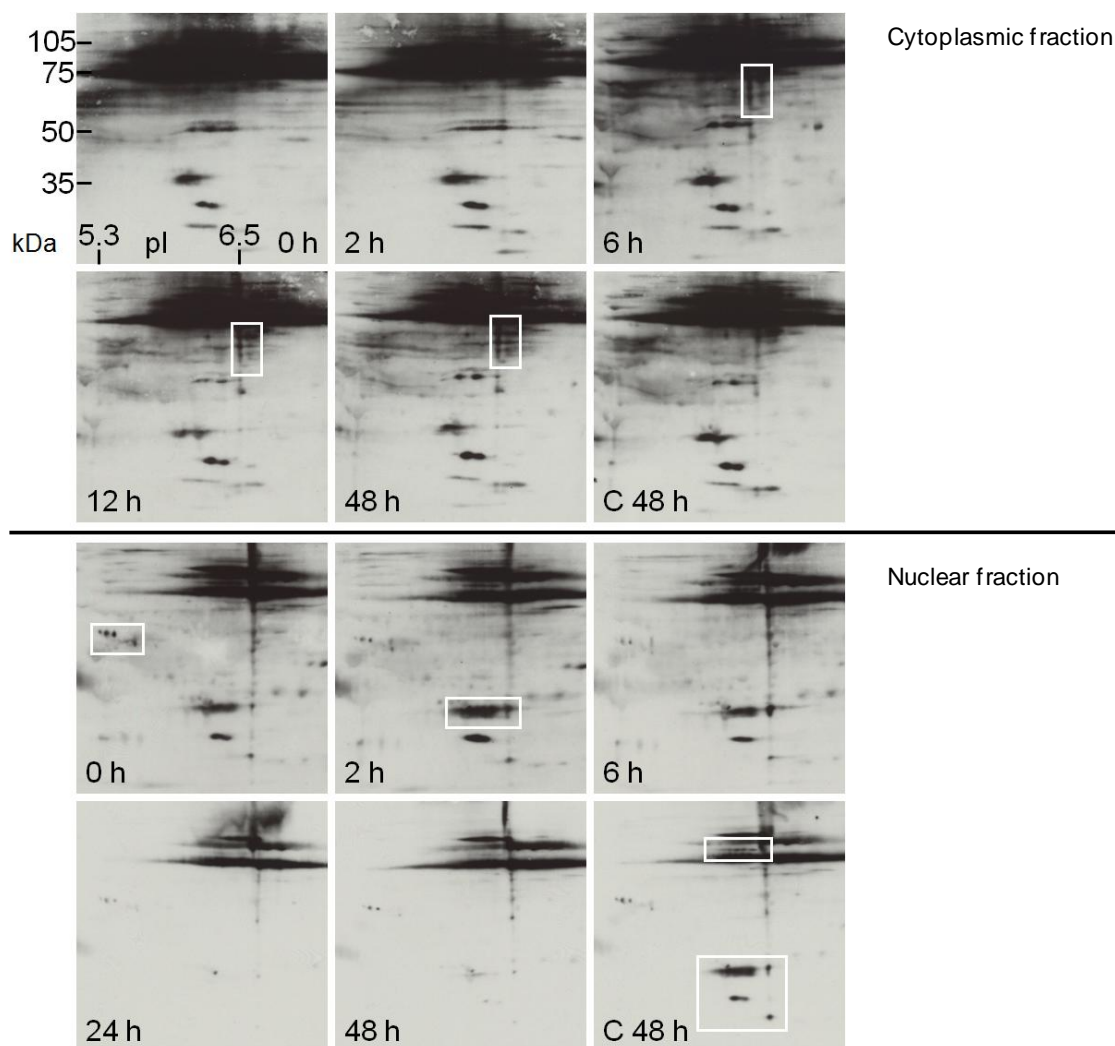 105
Cytoplasmic fraction
75
50
35
kDa 5.3 pI 6.5 0 h
2 h
6 h
12 h
48 h
C 48 h
Nuclear fraction
0 h
2 h
6 h
24 h
48 h
C 48 h